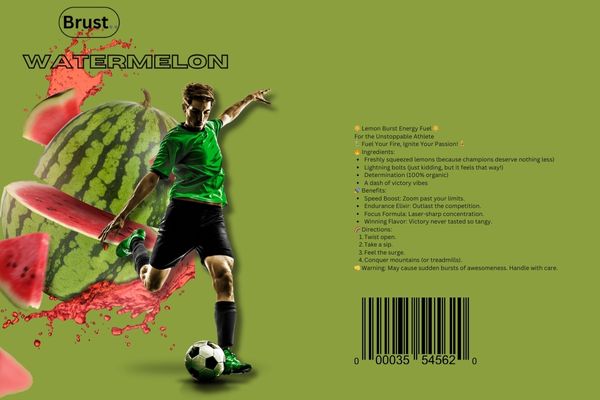 Brust
WATERMELON
Lemon Burst Energy Fuel
For the Unstoppable Athlete
Fuel Your Fire, Ignite Your Passion!
Ingredients:
• Freshly squeezed lemons (because champions deserve nothing less)
• Lightning bolts (just kidding, but it feels that way!)
• Determination (100% organic)
• A dash of victory vibes
Benefits:
• Speed Boost: Zoom past your limits.
• Endurance Elixir: Outlast the competition.
• Focus Formula: Laser-sharp concentration.
• Winning Flavor: Victory never tasted so tangy.
Directions:
1. Twist open.
2. Take a sip.
3. Feel the surge.
4. Conquer mountains (or treadmills).
Warning: May cause sudden bursts of awesomeness. Handle with care.
0 00035 54562 0